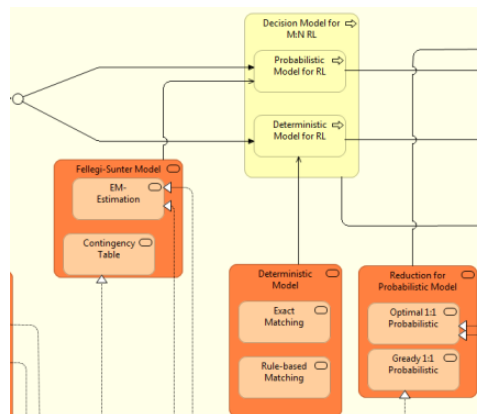 Decision Model for
M:N RL
Probabilistic
Model for RL
Deterministic
Model for RL
Fellegi-Sunter Model
EM-
Estimation
Contingency
Table
Deterministic
Model
Exact
Matching
Rule-based
Matching
Reduction for
Probabilistic Model
Optimal 1:1
Probabilistic
Gready 1:1
Probabilistic